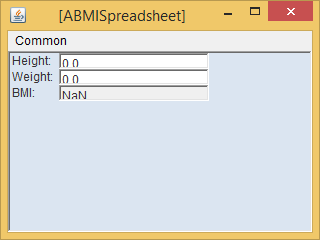 [ABMISpreadsheet]
Common
Height: 0.0
Weight: 0.0
BMI: NaN